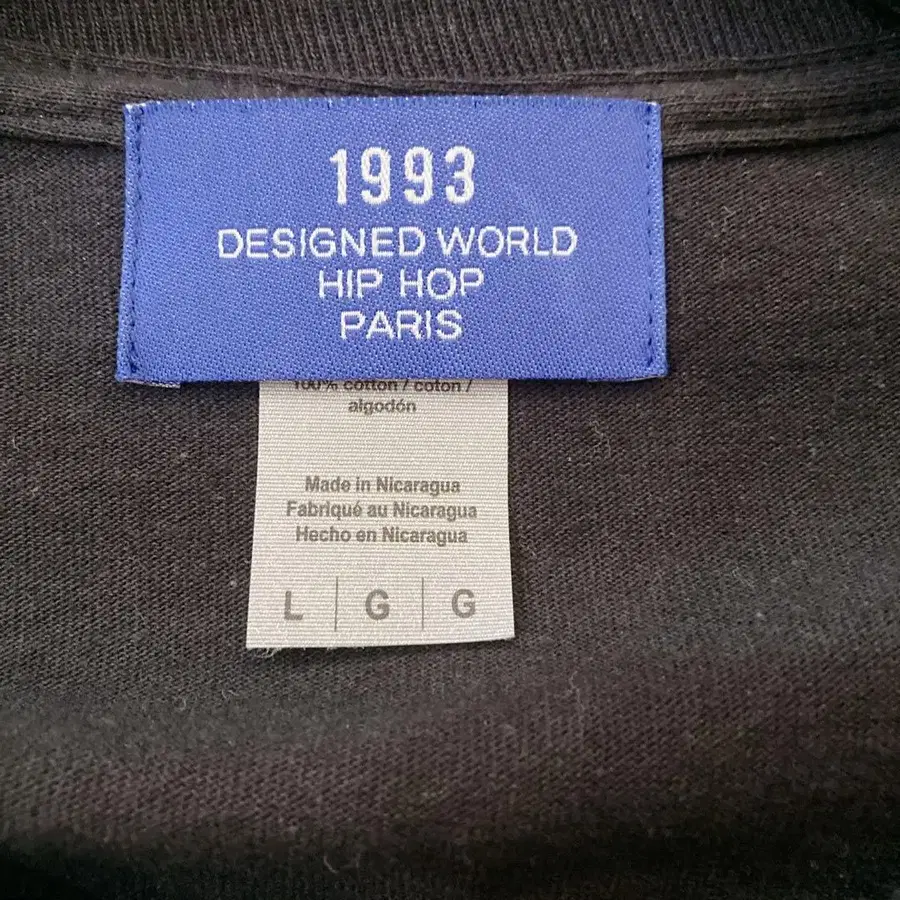 1993
DESIGNED WORLD
HIP HOP
PARIS
100% cotton / coton /
algodón
Made in Nicaragua
Fabriqué au Nicaragua
Hecho en Nicaragua
L | G | G